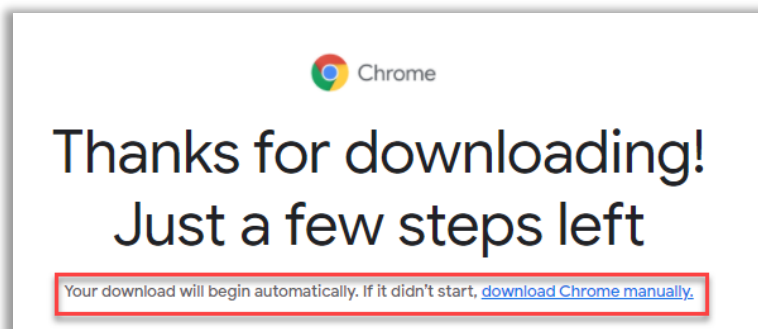 Chrome
Thanks for downloading!
Just a few steps left
Your download will begin automatically. If it didn't start, download Chrome manually.